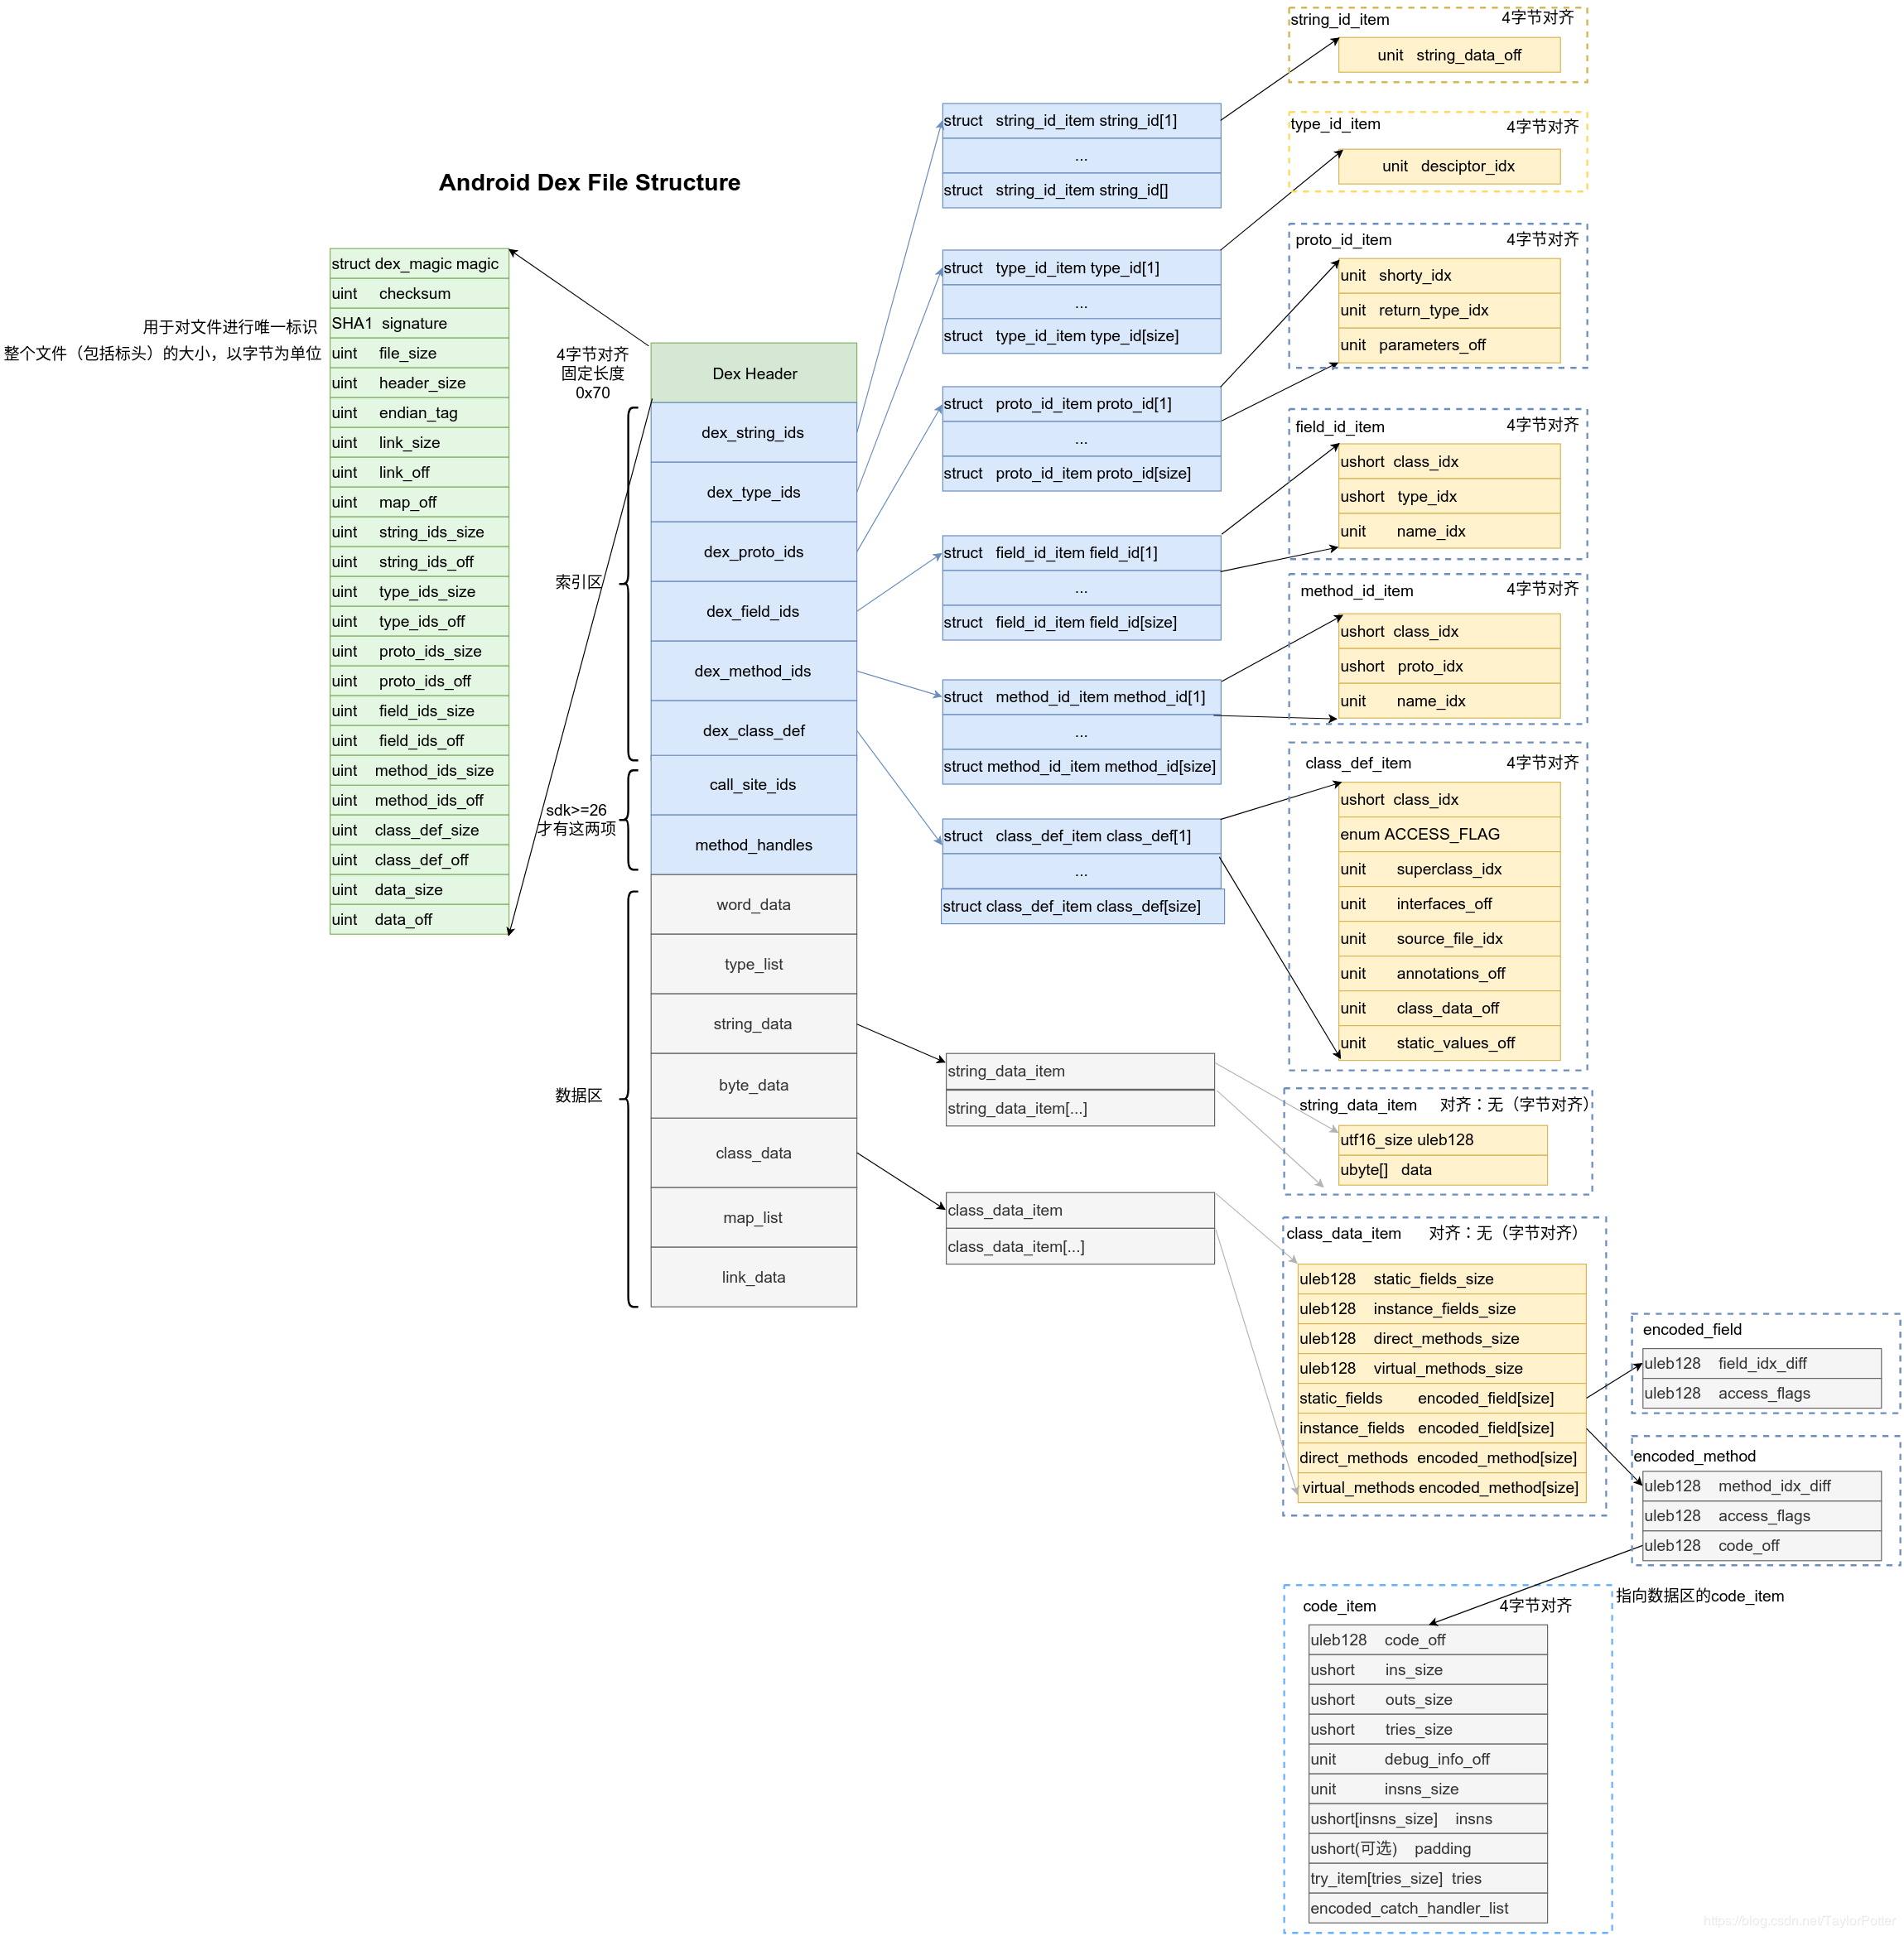 Android Dex File Structure
struct dex_magic magic
uint checksum
SHA1 signature
uint file_size
uint header_size
uint endian_tag
uint link_size
uint link_off
uint map_off
uint string_ids_size
uint string_ids_off
uint type_ids_size
uint type_ids_off
uint proto_ids_size
uint proto_ids_off
uint field_ids_size
uint field_ids_off
uint method_ids_size
uint method_ids_off
uint class_def_size
uint class_def_off
uint data_size
uint data_off
用于对文件进行唯一标识
整个文件（包括标头）的大小，以字节为单位
4字节对齐
固定长度
0x70
索引区
sdk>=26
才有这两项
数据区
Dex Header
dex_string_ids
dex_type_ids
dex_proto_ids
dex_field_ids
dex_method_ids
dex_class_def
call_site_ids
method_handles
word_data
type_list
string_data
byte_data
class_data
map_list
link_data
struct string_id_item string_id[1]
...
struct string_id_item string_id[]
struct type_id_item type_id[1]
...
struct type_id_item type_id[size]
struct proto_id_item proto_id[1]
...
struct proto_id_item proto_id[size]
struct field_id_item field_id[1]
...
struct field_id_item field_id[size]
struct method_id_item method_id[1]
...
struct method_id_item method_id[size]
struct class_def_item class_def[1]
...
struct class_def_item class_def[size]
string_data_item
string_data_item[...]
class_data_item
class_data_item[...]
string_id_item 4字节对齐
unit string_data_off
type_id_item 4字节对齐
unit desciptor_idx
proto_id_item 4字节对齐
unit shorty_idx
unit return_type_idx
unit parameters_off
field_id_item 4字节对齐
ushort class_idx
ushort type_idx
unit name_idx
method_id_item 4字节对齐
ushort class_idx
ushort proto_idx
unit name_idx
class_def_item 4字节对齐
ushort class_idx
enum ACCESS_FLAG
unit superclass_idx
unit interfaces_off
unit source_file_idx
unit annotations_off
unit class_data_off
unit static_values_off
string_data_item 对齐：无（字节对齐）
utf16_size uleb128
ubyte[] data
class_data_item 对齐：无（字节对齐）
uleb128 static_fields_size
uleb128 instance_fields_size
uleb128 direct_methods_size
uleb128 virtual_methods_size
static_fields encoded_field[size]
instance_fields encoded_field[size]
direct_methods encoded_method[size]
virtual_methods encoded_method[size]
encoded_field
uleb128 field_idx_diff
uleb128 access_flags
encoded_method
uleb128 method_idx_diff
uleb128 access_flags
uleb128 code_off
指向数据区的code_item
code_item 4字节对齐
uleb128 code_off
ushort ins_size
ushort outs_size
ushort tries_size
unit debug_info_off
unit insns_size
ushort[insns_size] insns
ushort(可选) padding
try_item[tries_size] tries
encoded_catch_handler_list
https://blog.csdn.net/TaylorPotter